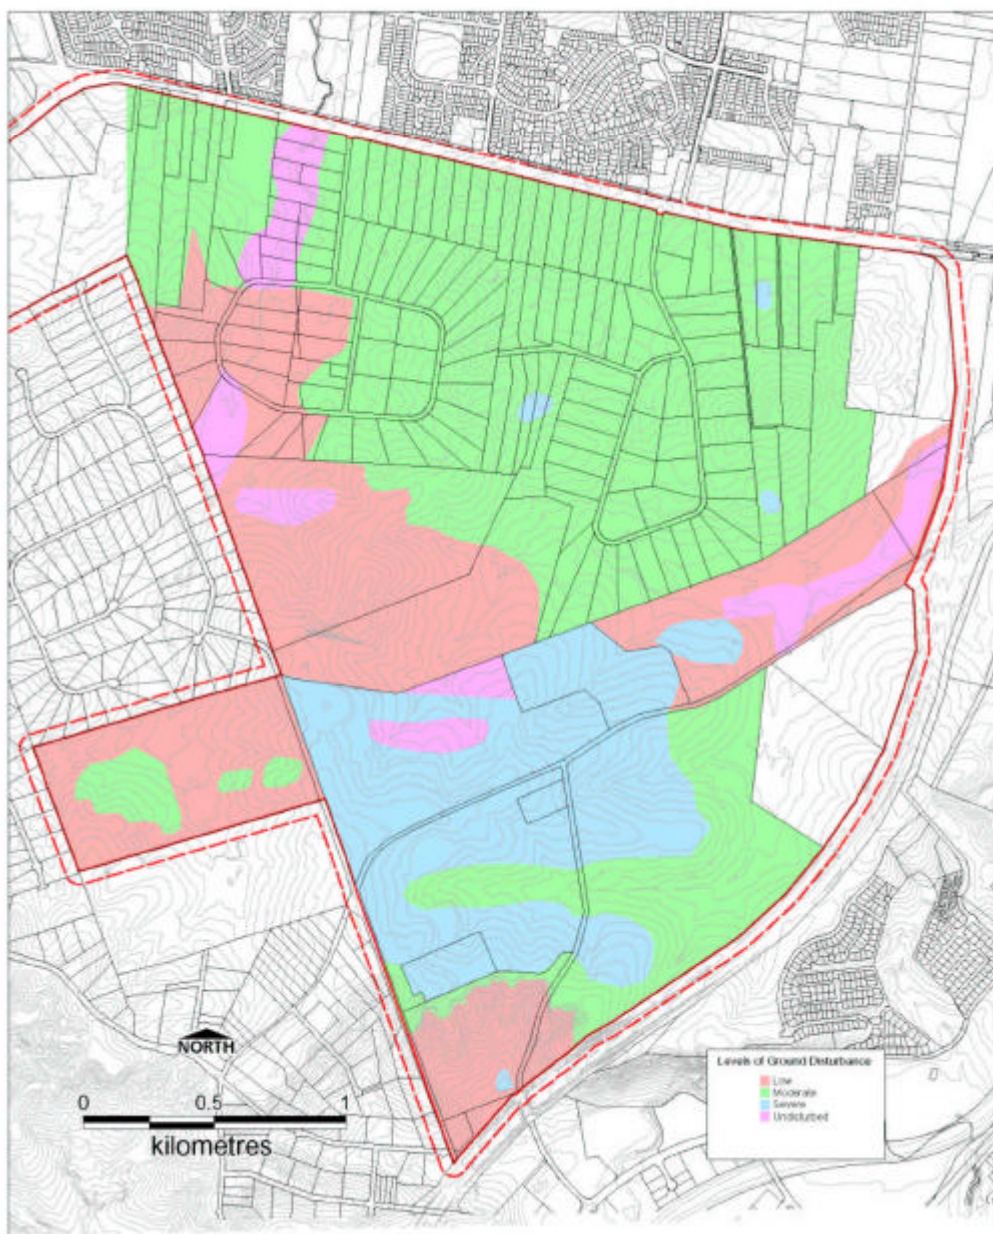 NORTH
0 0.5 1
kilometres
Levels of Ground Disturbance
Low
Moderate
Severe
Undisturbed